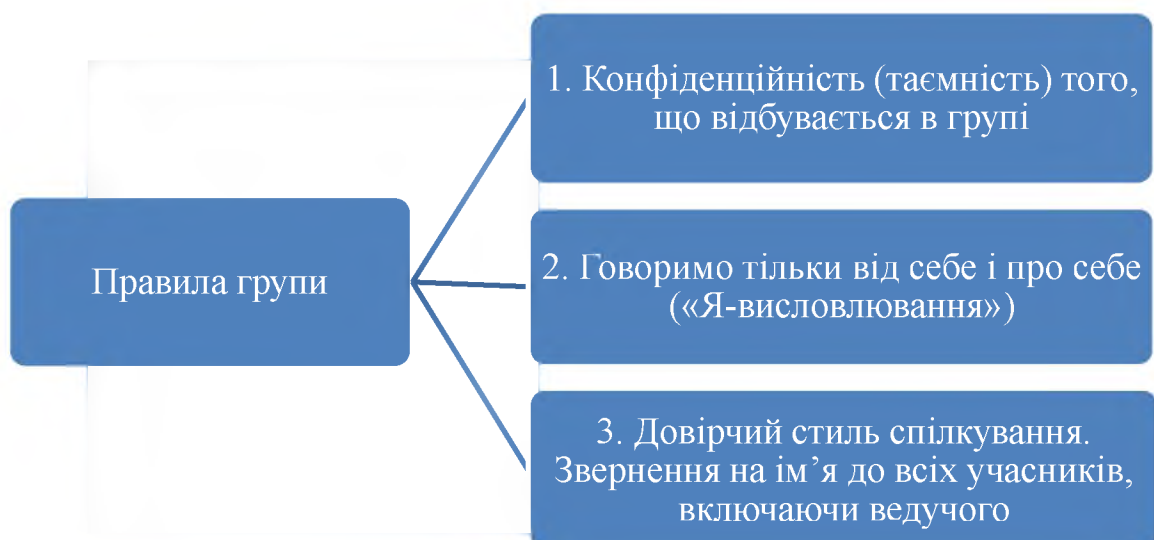 Правила групи
1. Конфіденційність (таємність) того,
що відбувається в групі
2. Говоримо тільки від себе і про себе
(«Я-висловлювання»)
3. Довірчий стиль спілкування.
Звернення на ім’я до всіх учасників,
включаючи ведучого